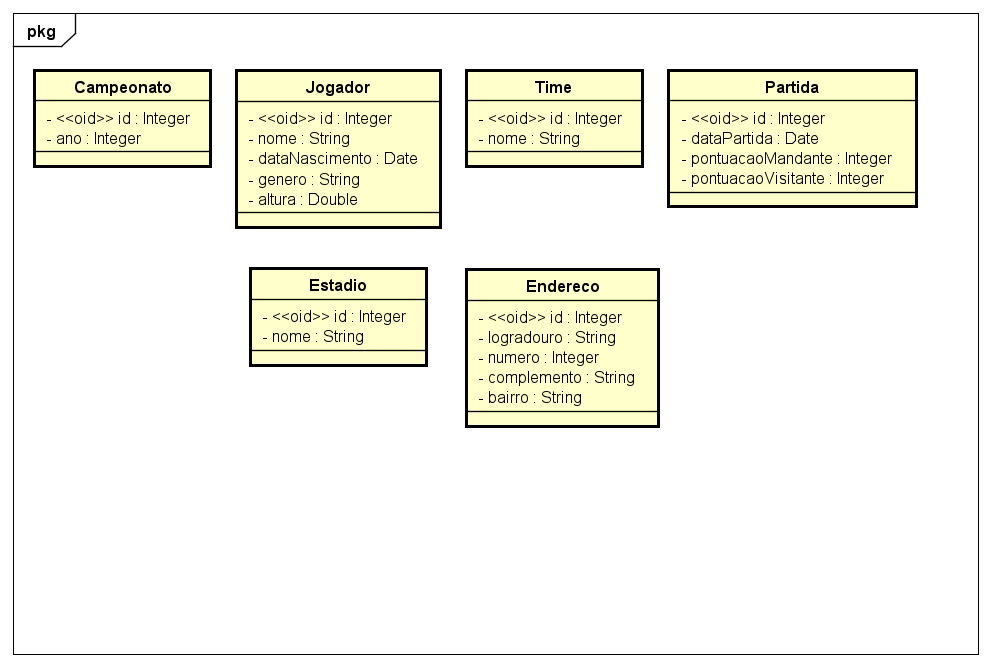 pkg
Campeonato
- <<oid>> id : Integer
- ano : Integer
Jogador
- <<oid>> id : Integer
- nome : String
- dataNascimento : Date
- genero : String
- altura : Double
Time
- <<oid>> id : Integer
- nome : String
Partida
- <<oid>> id : Integer
- dataPartida : Date
- pontuacaoMandante : Integer
- pontuacaoVisitante : Integer
Estadio
- <<oid>> id : Integer
- nome : String
Endereco
- <<oid>> id : Integer
- logradouro : String
- numero : Integer
- complemento : String
- bairro : String